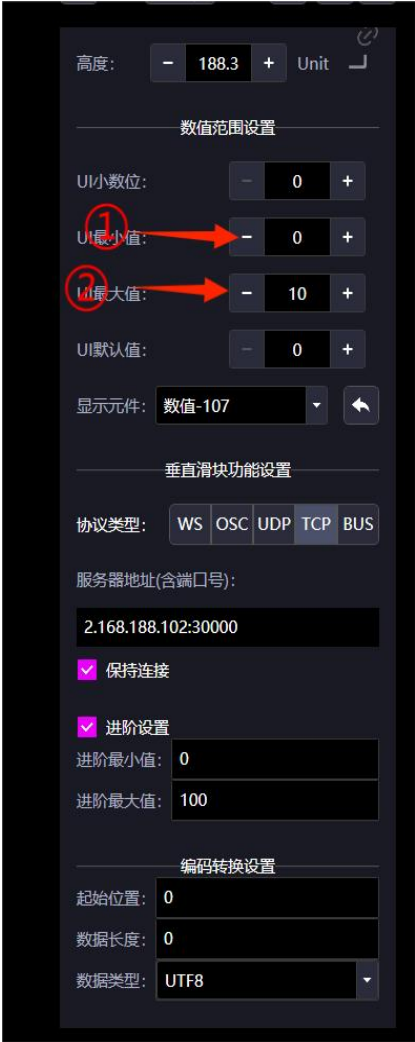 高度: - 188.3 + Unit
数值范围设置
UI小数位: - 0 +
①
UI最小值: - 0 +
②
UI最大值: - 10 +
UI默认值: - 0 +
显示元件: 数值-107
垂直滑块功能设置
协议类型: WS OSC UDP TCP BUS
服务器地址(含端口号):
2.168.188.102:30000
保持连接
进阶设置
进阶最小值: 0
进阶最大值: 100
编码转换设置
起始位置: 0
数据长度: 0
数据类型: UTF8